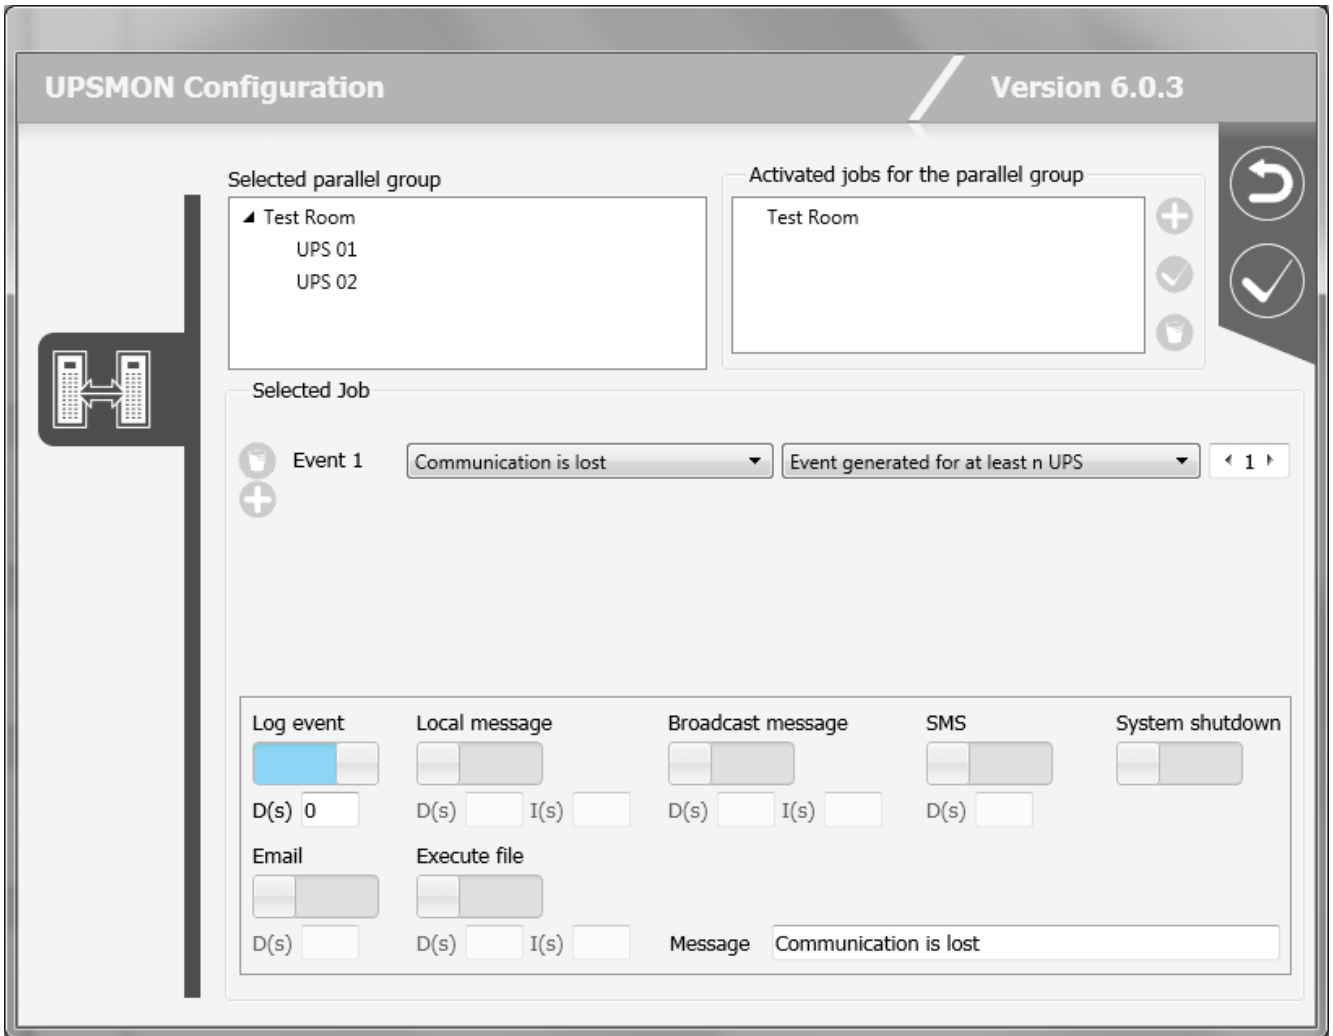 UPSMON Configuration
Version 6.0.3
Selected parallel group
Test Room
UPS 01
UPS 02
Activated jobs for the parallel group
Test Room
Selected Job
Event 1 Communication is lost Event generated for at least n UPS 1
Log event Local message Broadcast message SMS System shutdown
D(s) 0 D(s) I(s) D(s) I(s) D(s)
Email Execute file
D(s) D(s) I(s) Message Communication is lost